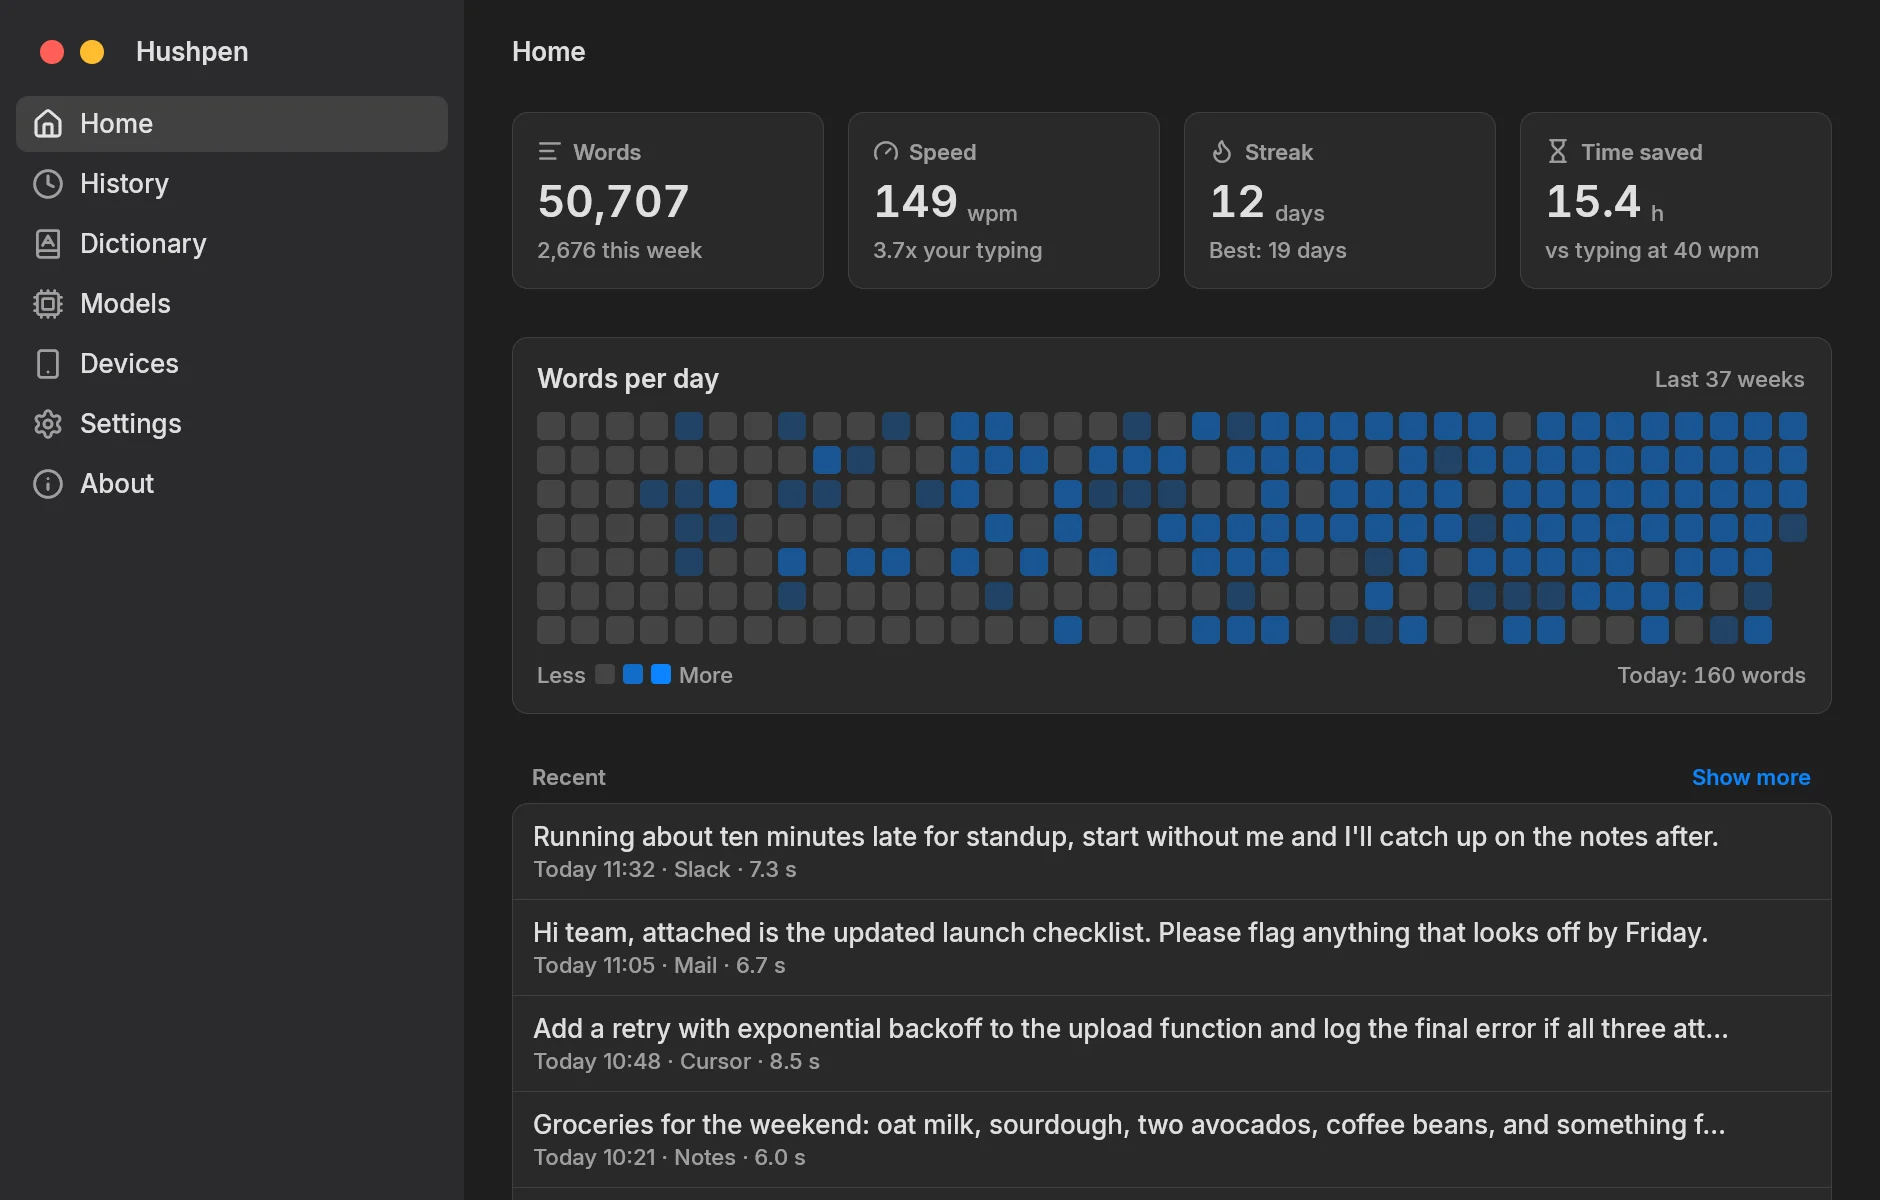 Hushpen
Home
History
Dictionary
Models
Devices
Settings
About
Home
Words
50,707
2,676 this week
Speed
149 wpm
3.7x your typing
Streak
12 days
Best: 19 days
Time saved
15.4 h
vs typing at 40 wpm
Words per day
Last 37 weeks
Less
More
Today: 160 words
Recent
Show more
Running about ten minutes late for standup, start without me and I'll catch up on the notes after.
Today 11:32 · Slack · 7.3 s
Hi team, attached is the updated launch checklist. Please flag anything that looks off by Friday.
Today 11:05 · Mail · 6.7 s
Add a retry with exponential backoff to the upload function and log the final error if all three att...
Today 10:48 · Cursor · 8.5 s
Groceries for the weekend: oat milk, sourdough, two avocados, coffee beans, and something f...
Today 10:21 · Notes · 6.0 s